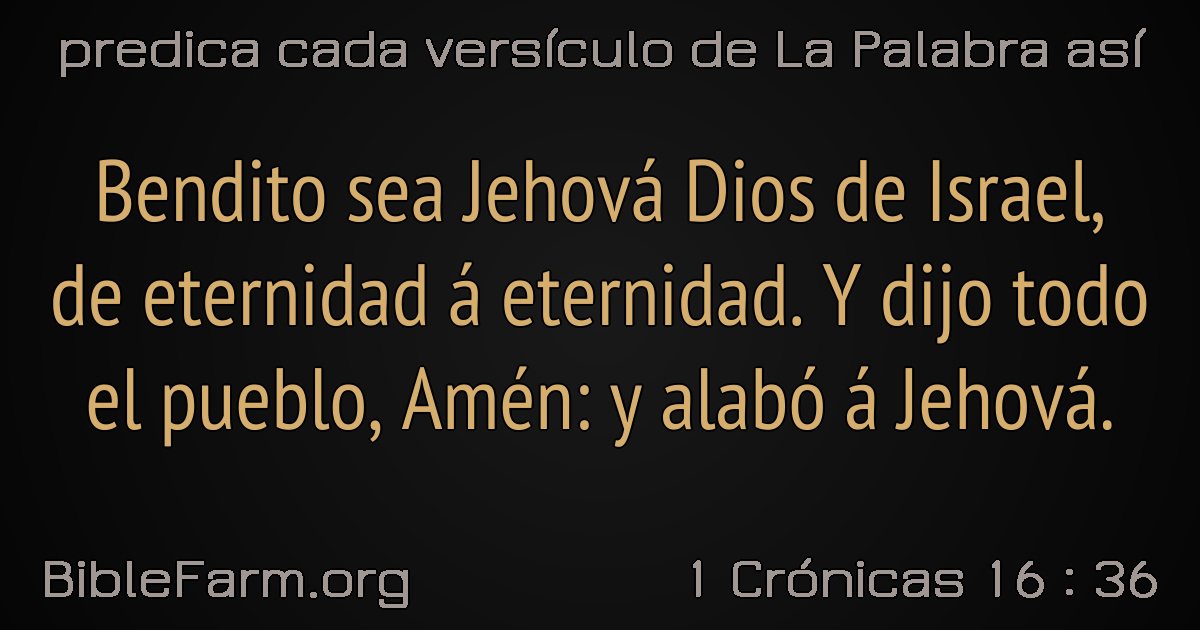 predica cada versículo de La Palabra así
Bendito sea Jehová Dios de Israel,
de eternidad á eternidad. Y dijo todo
el pueblo, Amén: y alabó á Jehová.
BibleFarm.org
1 Crónicas 16 : 36